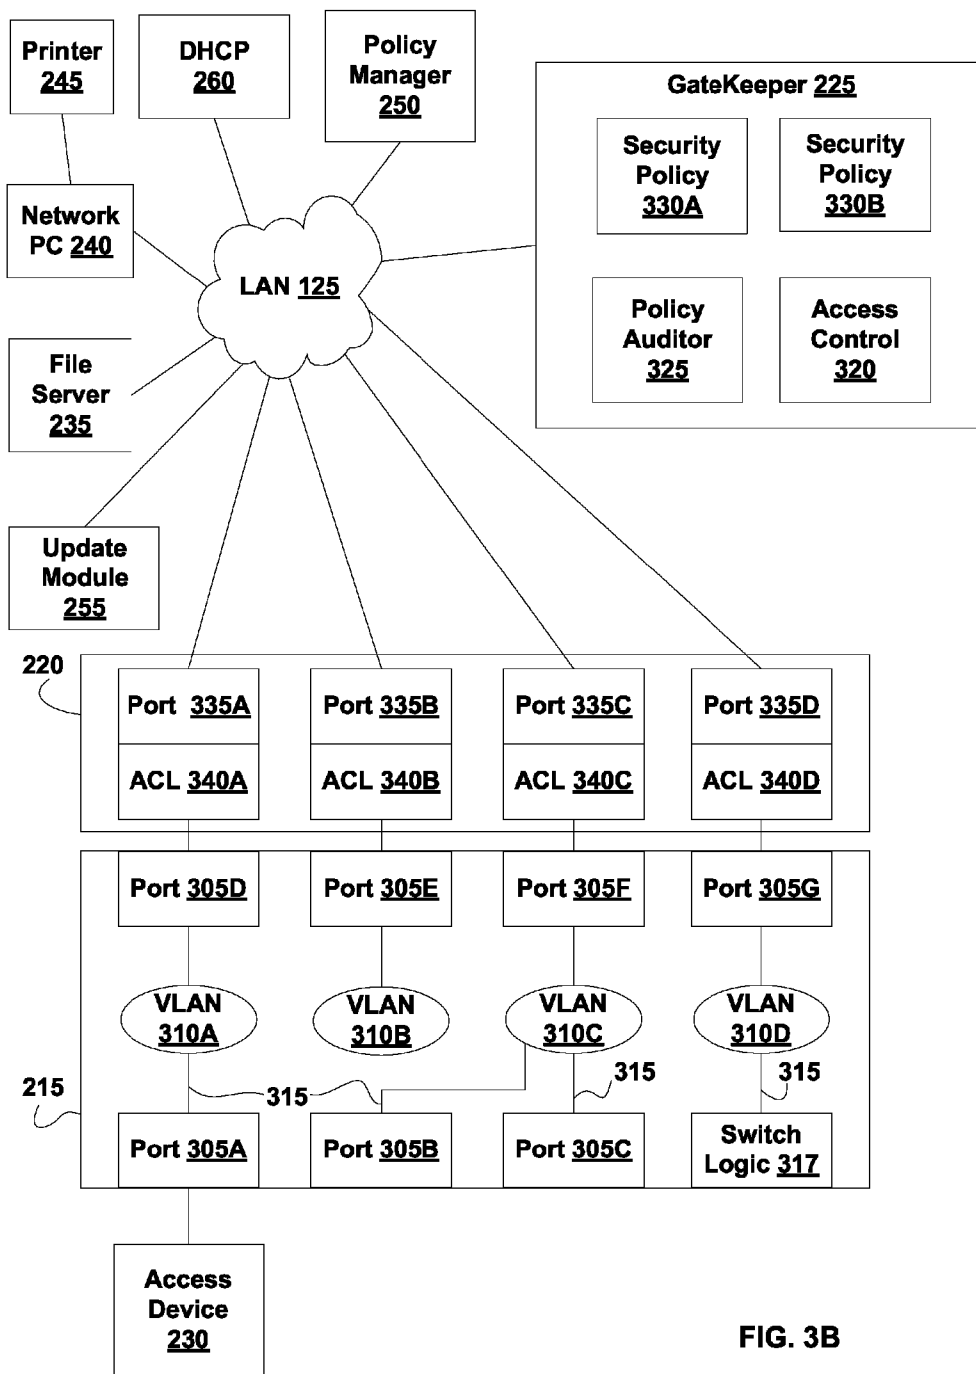 Printer
245
DHCP
260
Policy
Manager
250
GateKeeper 225
Security
Policy
330A
Security
Policy
330B
Network
PC 240
LAN 125
Policy
Auditor
325
Access
Control
320
File
Server
235
Update
Module
255
220
Port 335A
Port 335B
Port 335C
Port 335D
ACL 340A
ACL 340B
ACL 340C
ACL 340D
Port 305D
Port 305E
Port 305F
Port 305G
VLAN
310A
VLAN
310B
VLAN
310C
VLAN
310D
215
315
315
315
Port 305A
Port 305B
Port 305C
Switch
Logic 317
Access
Device
230
FIG. 3B